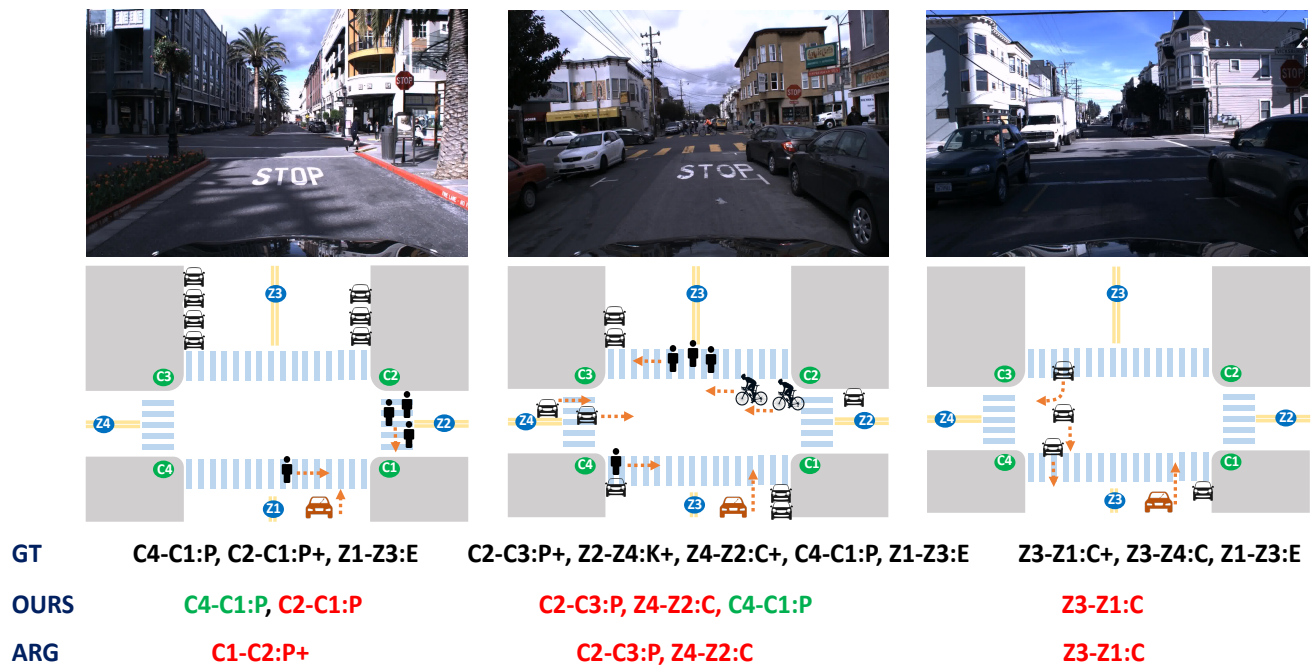 STOP
STOP
STOP
STOP
STOP
Z3
C3
C2
Z4
Z2
C4
C1
Z1
Z3
C3
C2
Z4
Z2
C4
C1
Z3
Z3
C3
C2
Z4
Z2
C4
C1
Z3
GT C4-C1:P, C2-C1:P+, Z1-Z3:E C2-C3:P+, Z2-Z4:K+, Z4-Z2:C+, C4-C1:P, Z1-Z3:E Z3-Z1:C+, Z3-Z4:C, Z1-Z3:E
OURS C4-C1:P, C2-C1:P C2-C3:P, Z4-Z2:C, C4-C1:P Z3-Z1:C
ARG C1-C2:P+ C2-C3:P, Z4-Z2:C Z3-Z1:C